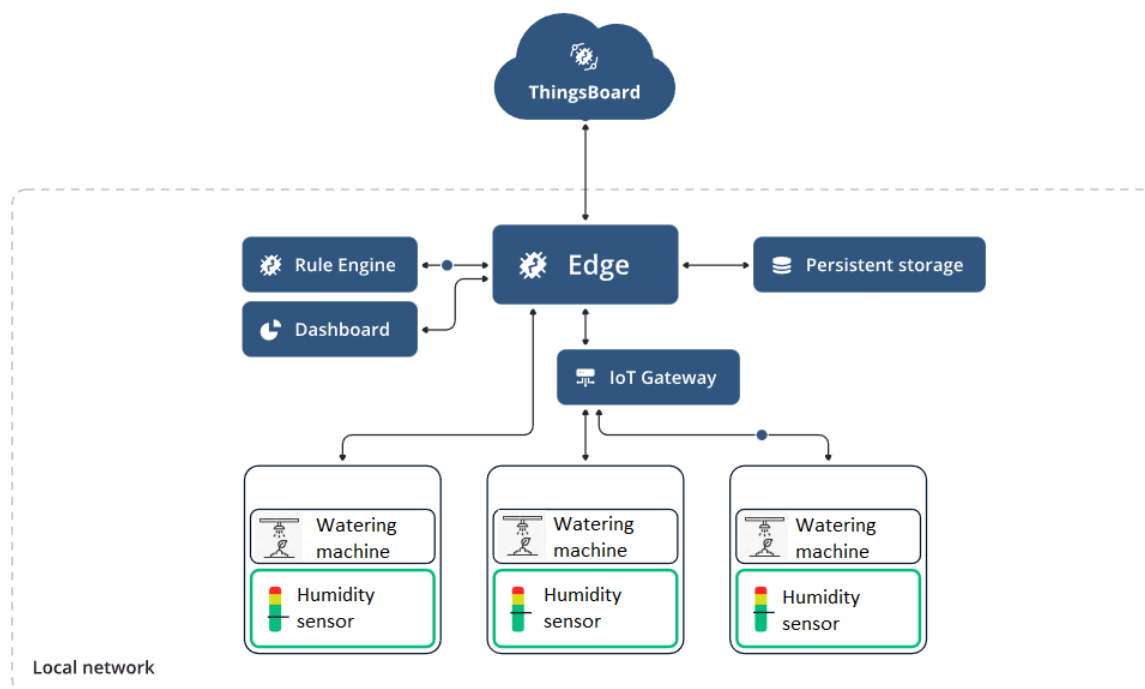 ThingsBoard
Rule Engine
Edge
Persistent storage
Dashboard
IoT Gateway
Watering
machine
Humidity
sensor
Watering
machine
Humidity
sensor
Watering
machine
Humidity
sensor
Local network